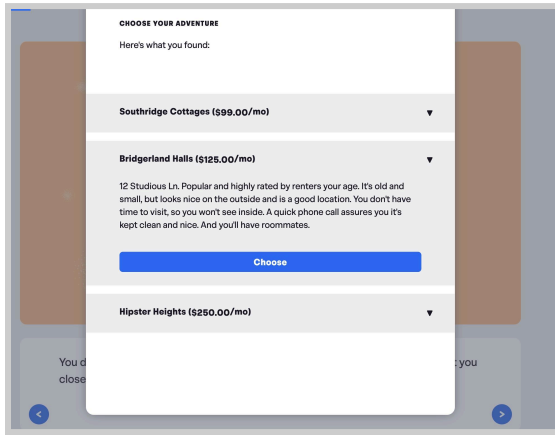 CHOOSE YOUR ADVENTURE
Here's what you found:
Southridge Cottages ($99.00/mo) ▼
Bridgerland Halls ($125.00/mo) ▼
12 Studious Ln. Popular and highly rated by renters your age. It's old and
small, but looks nice on the outside and is a good location. You don't have
time to visit, so you won't see inside. A quick phone call assures you it's
kept clean and nice. And you'll have roommates.
Choose
Hipster Heights ($250.00/mo) ▼
You
you
close
< >